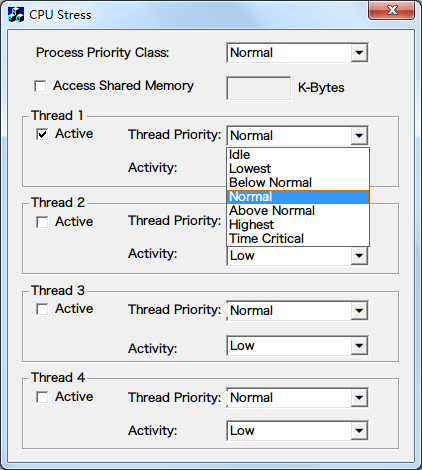 CPU Stress
Process Priority Class: Normal
Access Shared Memory K-Bytes
Thread 1
Active Thread Priority: Normal
Idle
Lowest
Below Normal
Normal
Above Normal
Highest
Time Critical
Activity:
Thread 2
Active Thread Priority:
Activity: Low
Thread 3
Active Thread Priority: Normal
Activity: Low
Thread 4
Active Thread Priority: Normal
Activity: Low